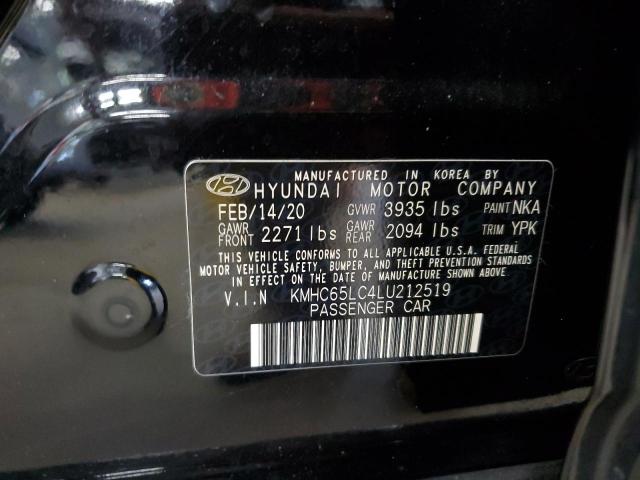 MANUFACTURED IN KOREA BY
HYUNDAI MOTOR COMPANY
FEB/14/20 GVWR 3935 lbs PAINT NKA
GAWR FRONT 2271 lbs GAWR REAR 2094 lbs TRIM YPK
THIS VEHICLE CONFORMS TO ALL APPLICABLE U.S.A. FEDERAL
MOTOR VEHICLE SAFETY, BUMPER, AND THEFT PREVENTION STANDARDS
IN EFFECT ON THE DATE OF MANUFACTURE SHOWN ABOVE.
V.I.N KMHC65LC4LU212519
PASSENGER CAR